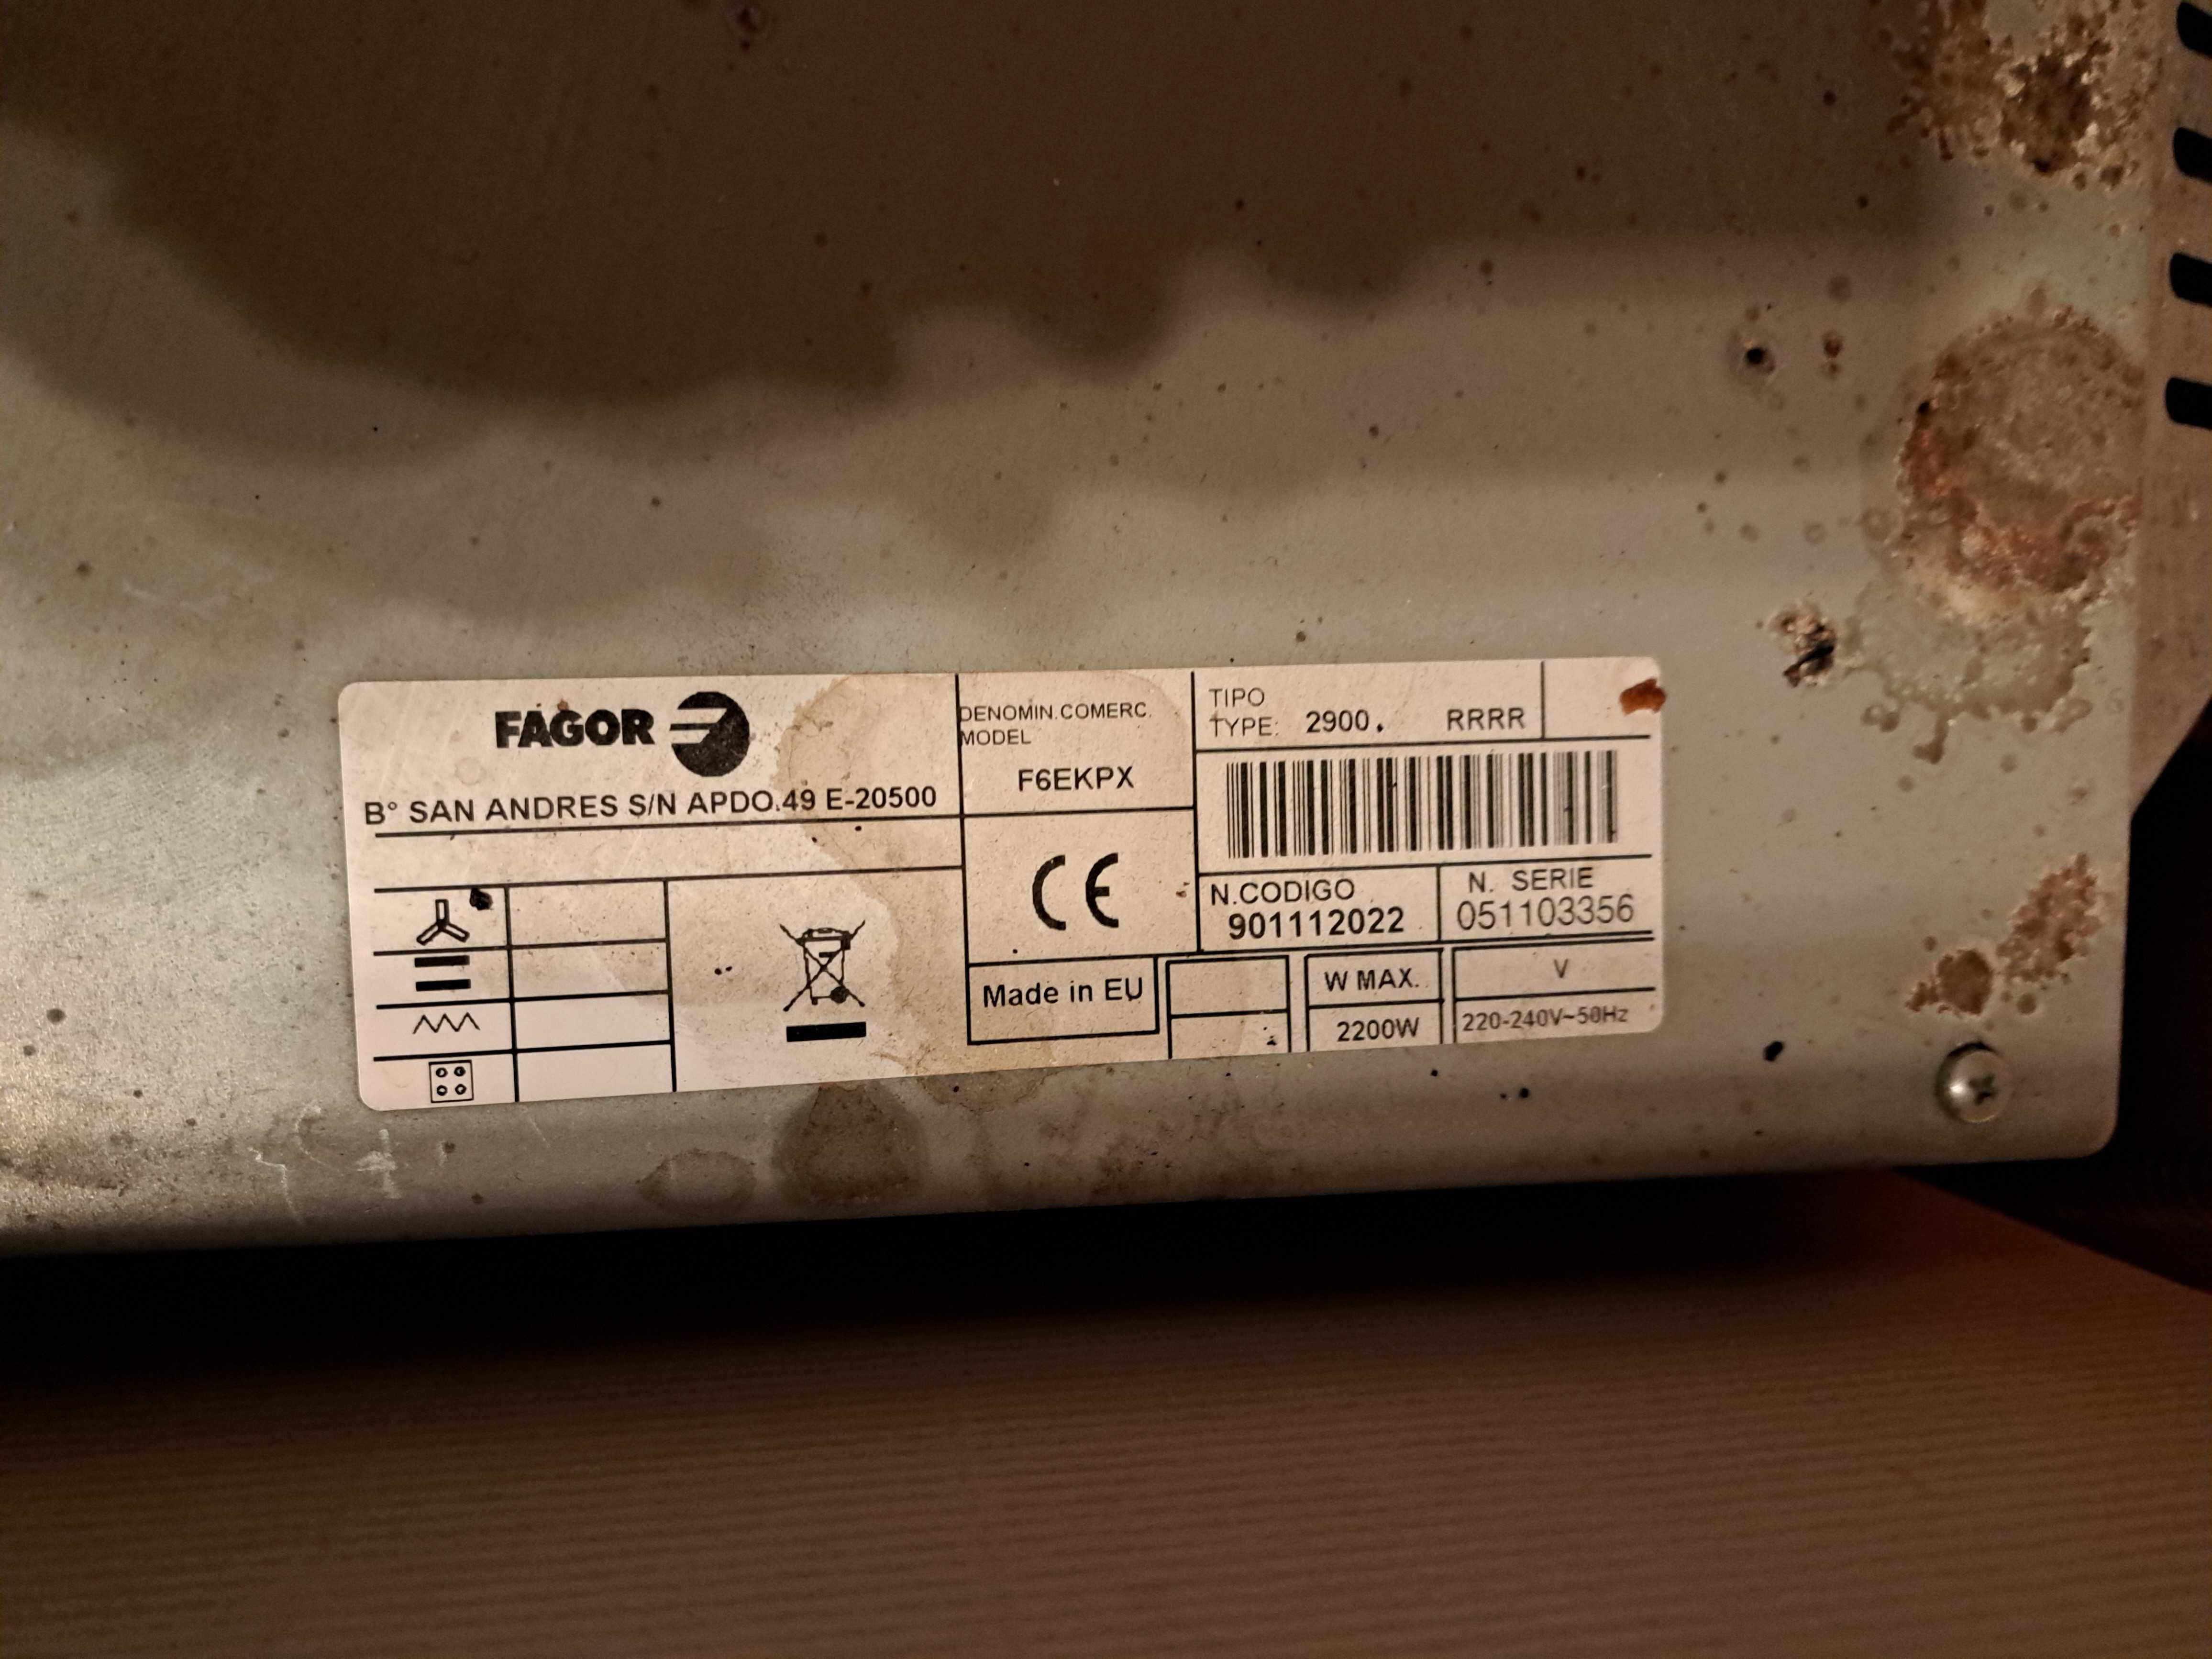 FAGOR
B° SAN ANDRES S/N APDO.49 E-20500
DENOMIN.COMERC.
MODEL
F6EKPX
TIPO
TYPE: 2900. RRRR
CE
N.CODIGO
901112022
N. SERIE
051103356
Made in EU
W MAX.
2200W
V
220-240V~50Hz